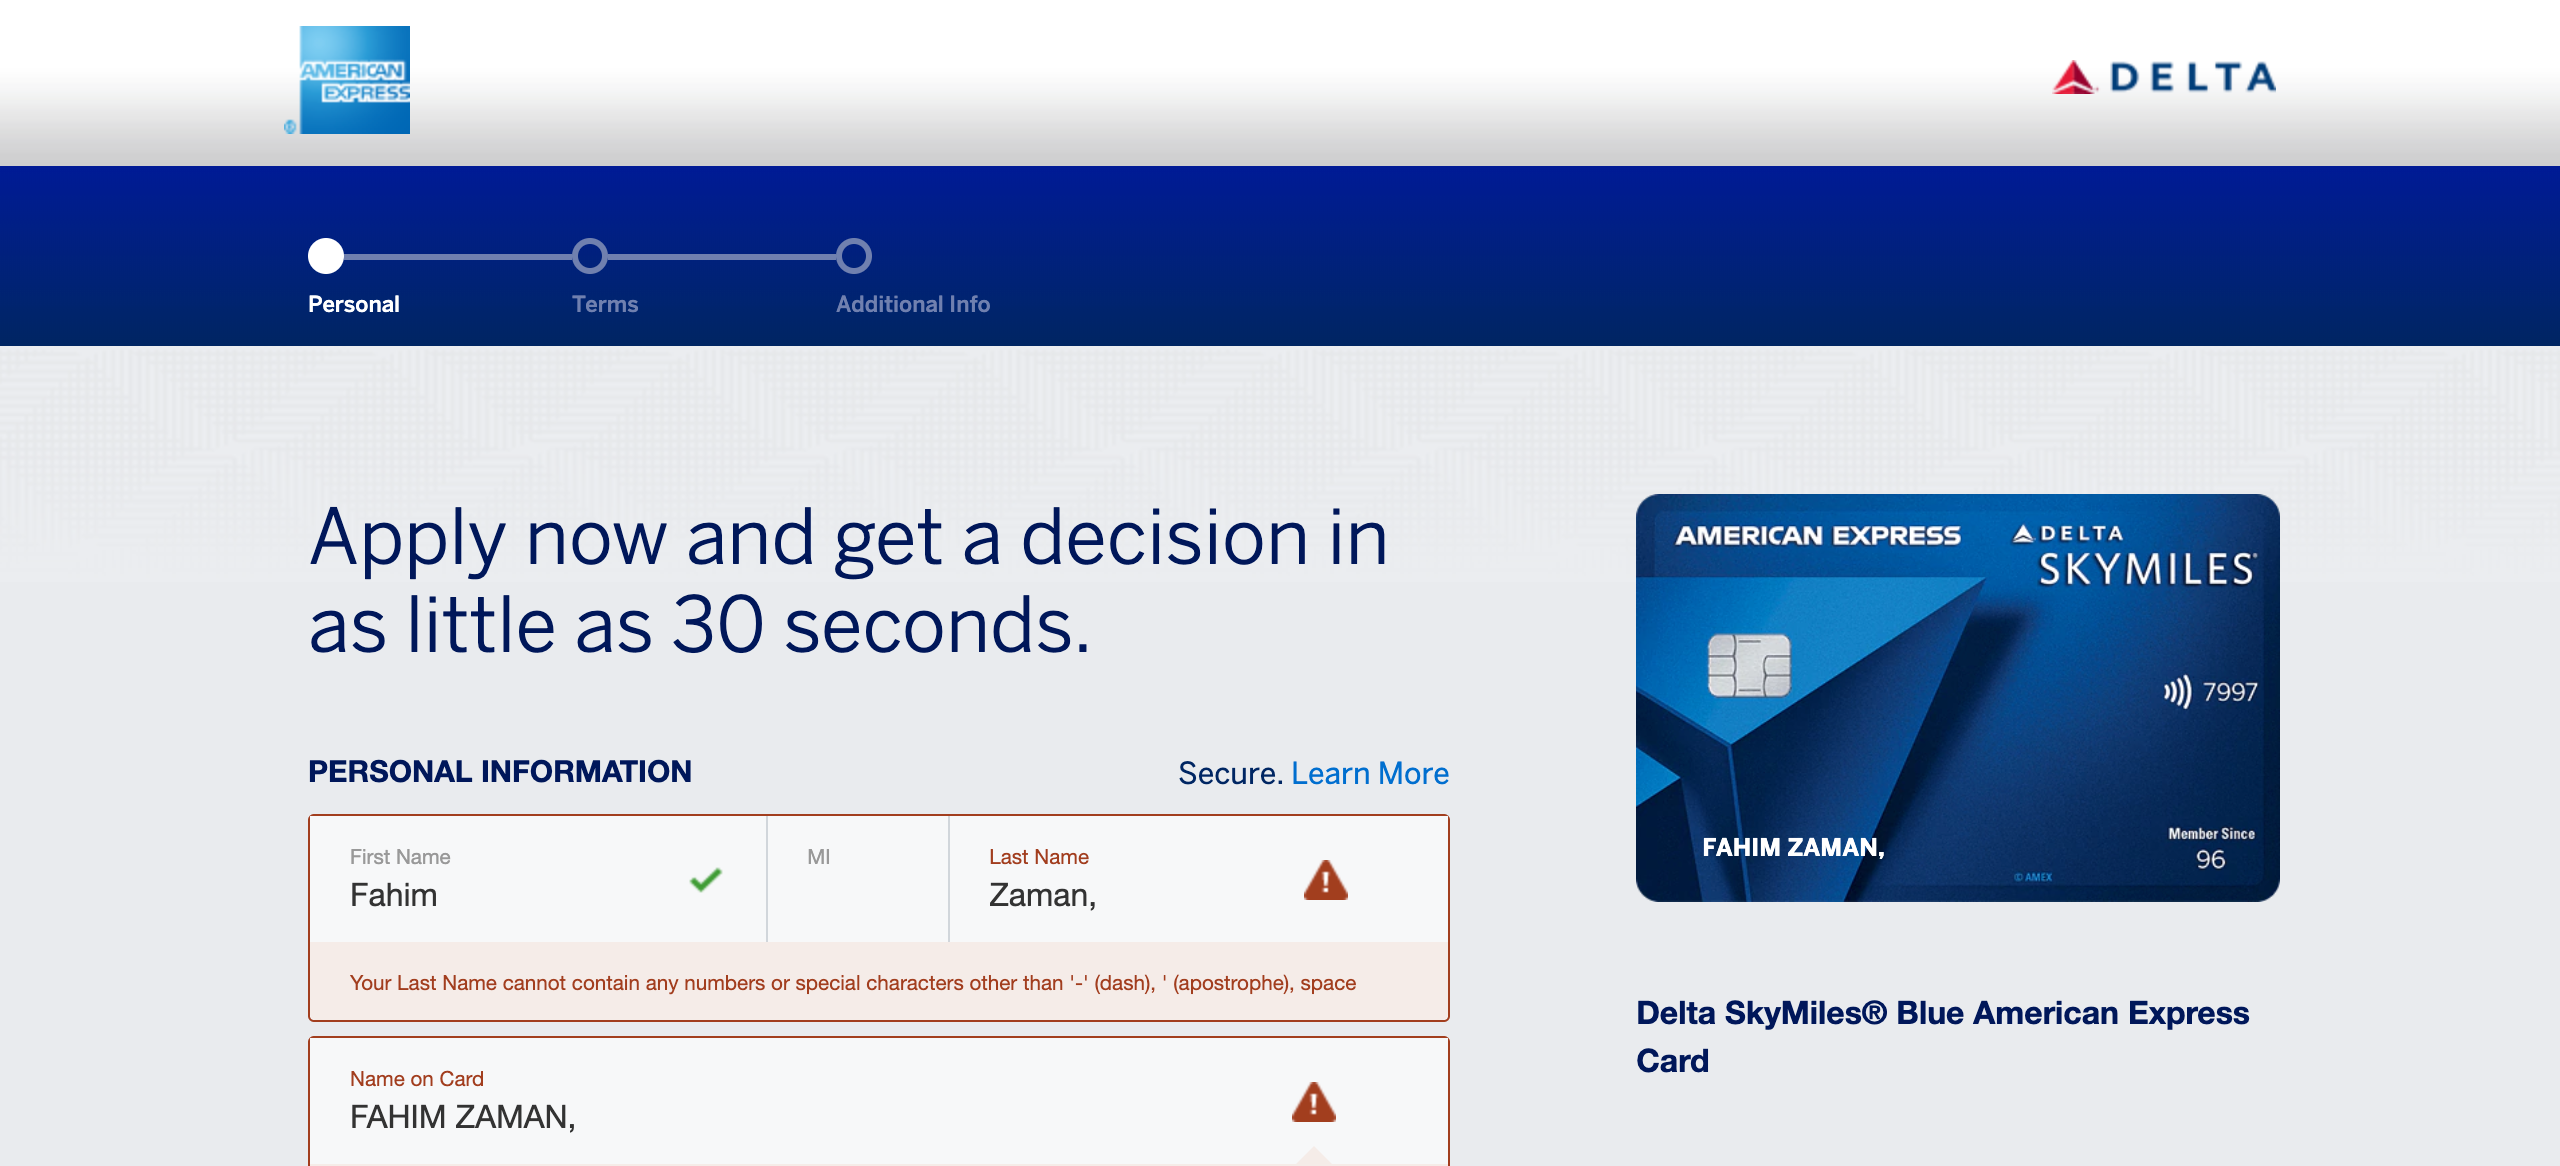 AMERICAN
EXPRESS
®
DELTA
Personal
Terms
Additional Info
Apply now and get a decision in
as little as 30 seconds.
PERSONAL INFORMATION
Secure. Learn More
First Name
Fahim
MI
Last Name
Zaman,
Your Last Name cannot contain any numbers or special characters other than '-' (dash), ' (apostrophe), space
Name on Card
FAHIM ZAMAN,
AMERICAN EXPRESS
DELTA
SKYMILES®
7997
FAHIM ZAMAN,
Member Since
96
© AMEX
Delta SkyMiles® Blue American Express
Card